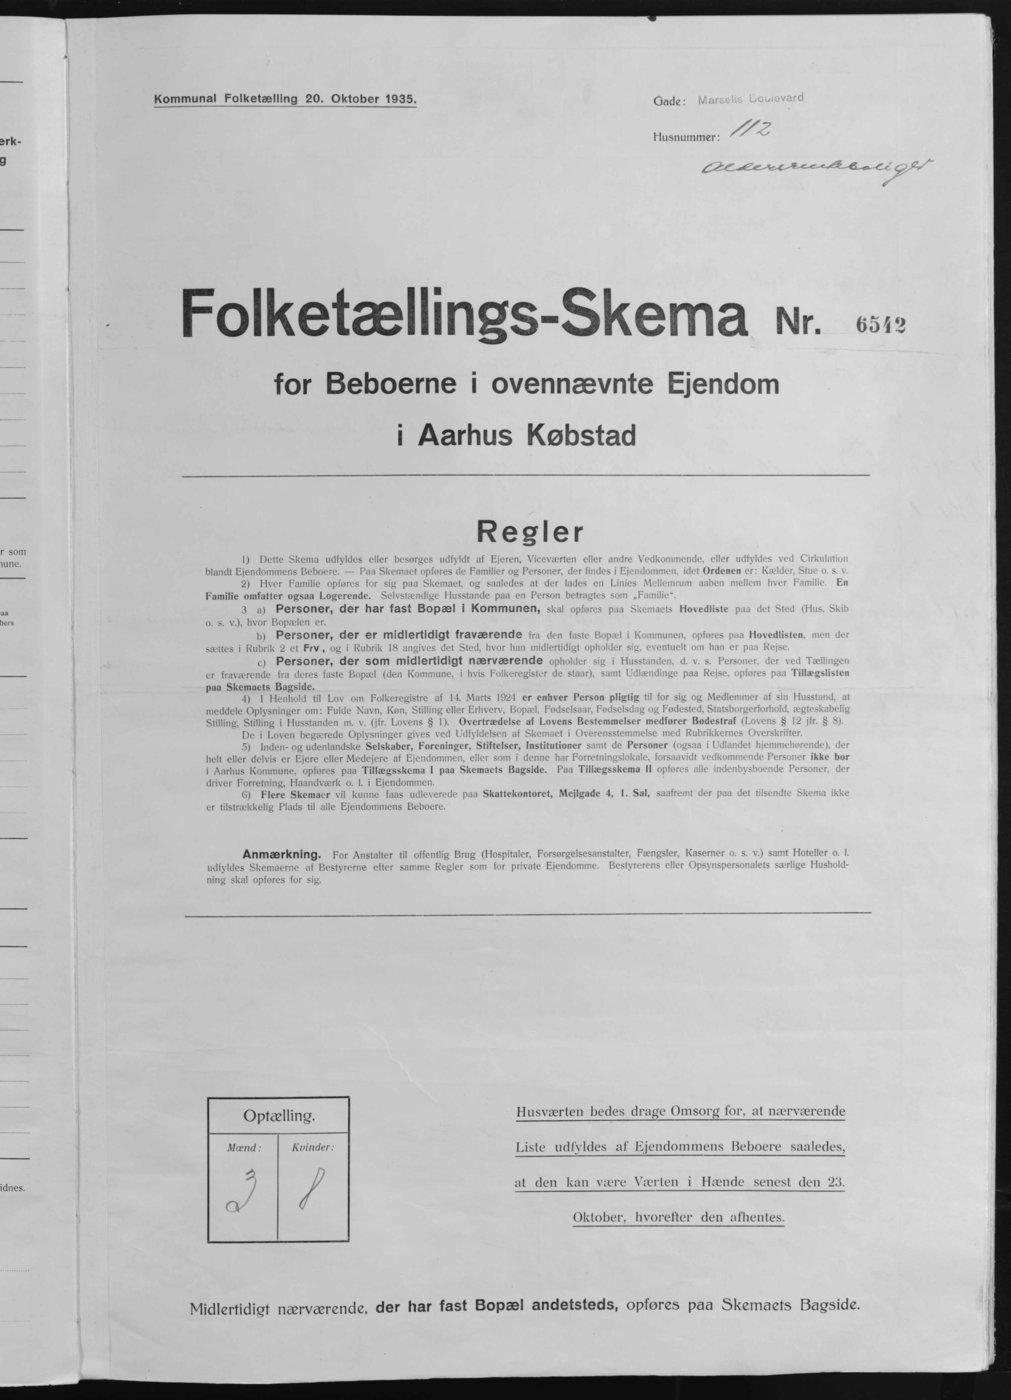 Kommunal Folketælling 20. Oktober 1935.
Gade: Marselis Boulevard
Husnummer: 112
Aldersrenteboliger
Folketællings-Skema Nr. 6542
for Beboerne i ovennævnte Ejendom
i Aarhus Købstad
Regler
1) Dette Skema udfyldes eller besørges udfyldt af Ejeren, Viceværten eller andre Vedkommende, eller udfyldes ved Cirkulation
blandt Ejendommens Beboere. — Paa Skemaet opføres de Familier og Personer, der findes i Ejendommen, idet Ordenen er: Kælder, Stue o. s. v.
2) Hver Familie opføres for sig paa Skemaet, og saaledes at der lades en Linies Mellemrum aaben mellem hver Familie. En
Familie omfatter ogsaa Logerende. Selvstændige Husstande paa en Person betragtes som „Familie“.
3 a) Personer, der har fast Bopæl i Kommunen, skal opføres paa Skemaets Hovedliste paa det Sted (Hus, Skib
o. s. v.), hvor Bopælen er.
b) Personer, der er midlertidigt fraværende fra den faste Bopæl i Kommunen, opføres paa Hovedlisten, men der
sættes i Rubrik 2 et Frv., og i Rubrik 18 angives det Sted, hvor han midlertidigt opholder sig, eventuelt om han er paa Rejse.
c) Personer, der som midlertidigt nærværende opholder sig i Husstanden, d. v. s. Personer, der ved Tællingen
er fraværende fra deres faste Bopæl (den Kommune, i hvis Folkeregister de staar), samt Udlændinge paa Rejse, opføres paa Tillægslisten
paa Skemaets Bagside.
4) I Henhold til Lov om Folkeregistre af 14. Marts 1924 er enhver Person pligtig til for sig og Medlemmer af sin Husstand, at
meddele Oplysninger om: Fulde Navn, Køn, Stilling eller Erhverv, Bopæl, Fødselsaar, Fødselsdag og Fødested, Statsborgerforhold, ægteskabelig
Stilling, Stilling i Husstanden m. v. (jfr. Lovens § 1). Overtrædelse af Lovens Bestemmelser medfører Bødestraf (Lovens § 12 jfr. § 8).
De i Loven begærede Oplysninger gives ved Udfyldelsen af Skemaet i Overensstemmelse med Rubrikkernes Overskrifter.
5) Inden- og udenlandske Selskaber, Foreninger, Stiftelser, Institutioner samt de Personer (ogsaa i Udlandet hjemmehørende), der
helt eller delvis er Ejere eller Medejere af Ejendommen, eller som i denne har Forretningslokale, forsaavidt vedkommende Personer ikke bor
i Aarhus Kommune, opføres paa Tillægsskema I paa Skemaets Bagside. Paa Tillægsskema II opføres alle indenbysboende Personer, der
driver Forretning, Haandværk o. l. i Ejendommen.
6) Flere Skemaer vil kunne faas udleverede paa Skattekontoret, Mejlgade 4, 1. Sal, saafremt der paa det tilsendte Skema ikke
er tilstrækkelig Plads til alle Ejendommens Beboere.
Anmærkning. For Anstalter til offentlig Brug (Hospitaler, Forsørgelsesanstalter, Fængsler, Kaserner o. s. v.) samt Hoteller o. l.
udfyldes Skemaerne af Bestyrerne efter samme Regler som for private Ejendomme. Bestyrerens eller Opsynspersonalets særlige Hushold-
ning skal opføres for sig.
Optælling.
Mænd: Kvinder:
3 8
Husværten bedes drage Omsorg for, at nærværende
Liste udfyldes af Ejendommens Beboere saaledes,
at den kan være Værten i Hænde senest den 23.
Oktober, hvorefter den afhentes.
Midlertidigt nærværende, der har fast Bopæl andetsteds, opføres paa Skemaets Bagside.